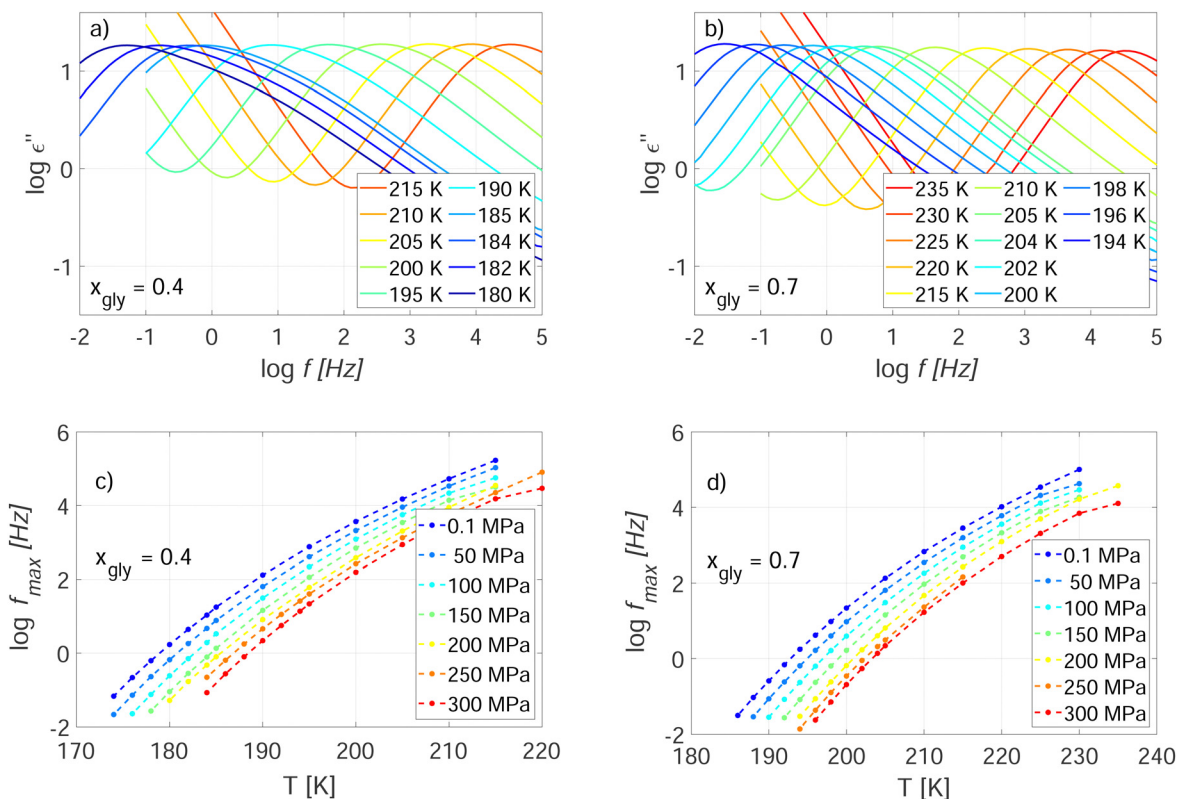 a)
log ϵ''
1
0
-1
-2 -1 0 1 2 3 4 5
log f [Hz]
x_gly = 0.4
215 K 190 K
210 K 185 K
205 K 184 K
200 K 182 K
195 K 180 K
b)
log ϵ''
1
0
-1
-2 -1 0 1 2 3 4 5
log f [Hz]
x_gly = 0.7
235 K 210 K 198 K
230 K 205 K 196 K
225 K 204 K 194 K
220 K 202 K
215 K 200 K
c)
log f_max [Hz]
6
4
2
0
-2
170 180 190 200 210 220
T [K]
x_gly = 0.4
0.1 MPa
50 MPa
100 MPa
150 MPa
200 MPa
250 MPa
300 MPa
d)
log f_max [Hz]
6
4
2
0
-2
180 190 200 210 220 230 240
T [K]
x_gly = 0.7
0.1 MPa
50 MPa
100 MPa
150 MPa
200 MPa
250 MPa
300 MPa